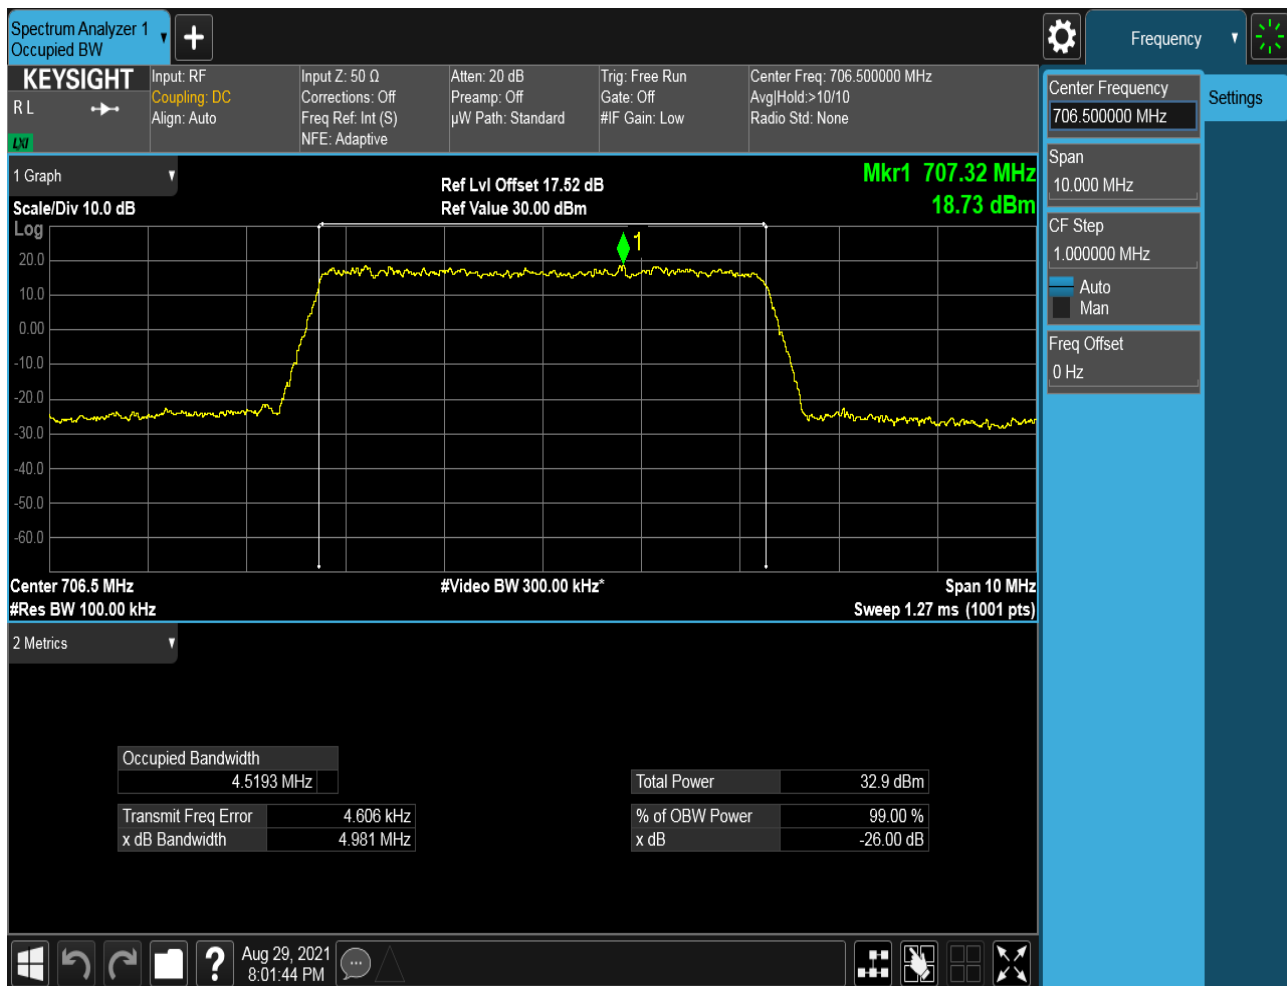 Spectrum Analyzer 1
Occupied BW
Frequency
KEYSIGHT
R L
LXI
Input: RF
Coupling: DC
Align: Auto
Input Z: 50 Ω
Corrections: Off
Freq Ref: Int (S)
NFE: Adaptive
Atten: 20 dB
Preamp: Off
µW Path: Standard
Trig: Free Run
Gate: Off
#IF Gain: Low
Center Freq: 706.500000 MHz
Avg|Hold:>10/10
Radio Std: None
Center Frequency
706.500000 MHz
Settings
Span
10.000 MHz
CF Step
1.000000 MHz
Auto
Man
Freq Offset
0 Hz
1 Graph
Scale/Div 10.0 dB
Ref Lvl Offset 17.52 dB
Ref Value 30.00 dBm
Mkr1 707.32 MHz
18.73 dBm
Log
1
20.0
10.0
0.00
-10.0
-20.0
-30.0
-40.0
-50.0
-60.0
Center 706.5 MHz
#Video BW 300.00 kHz*
Span 10 MHz
#Res BW 100.00 kHz
Sweep 1.27 ms (1001 pts)
2 Metrics
Occupied Bandwidth
4.5193 MHz
Total Power 32.9 dBm
Transmit Freq Error 4.606 kHz
% of OBW Power 99.00 %
x dB Bandwidth 4.981 MHz
x dB -26.00 dB
Aug 29, 2021
8:01:44 PM